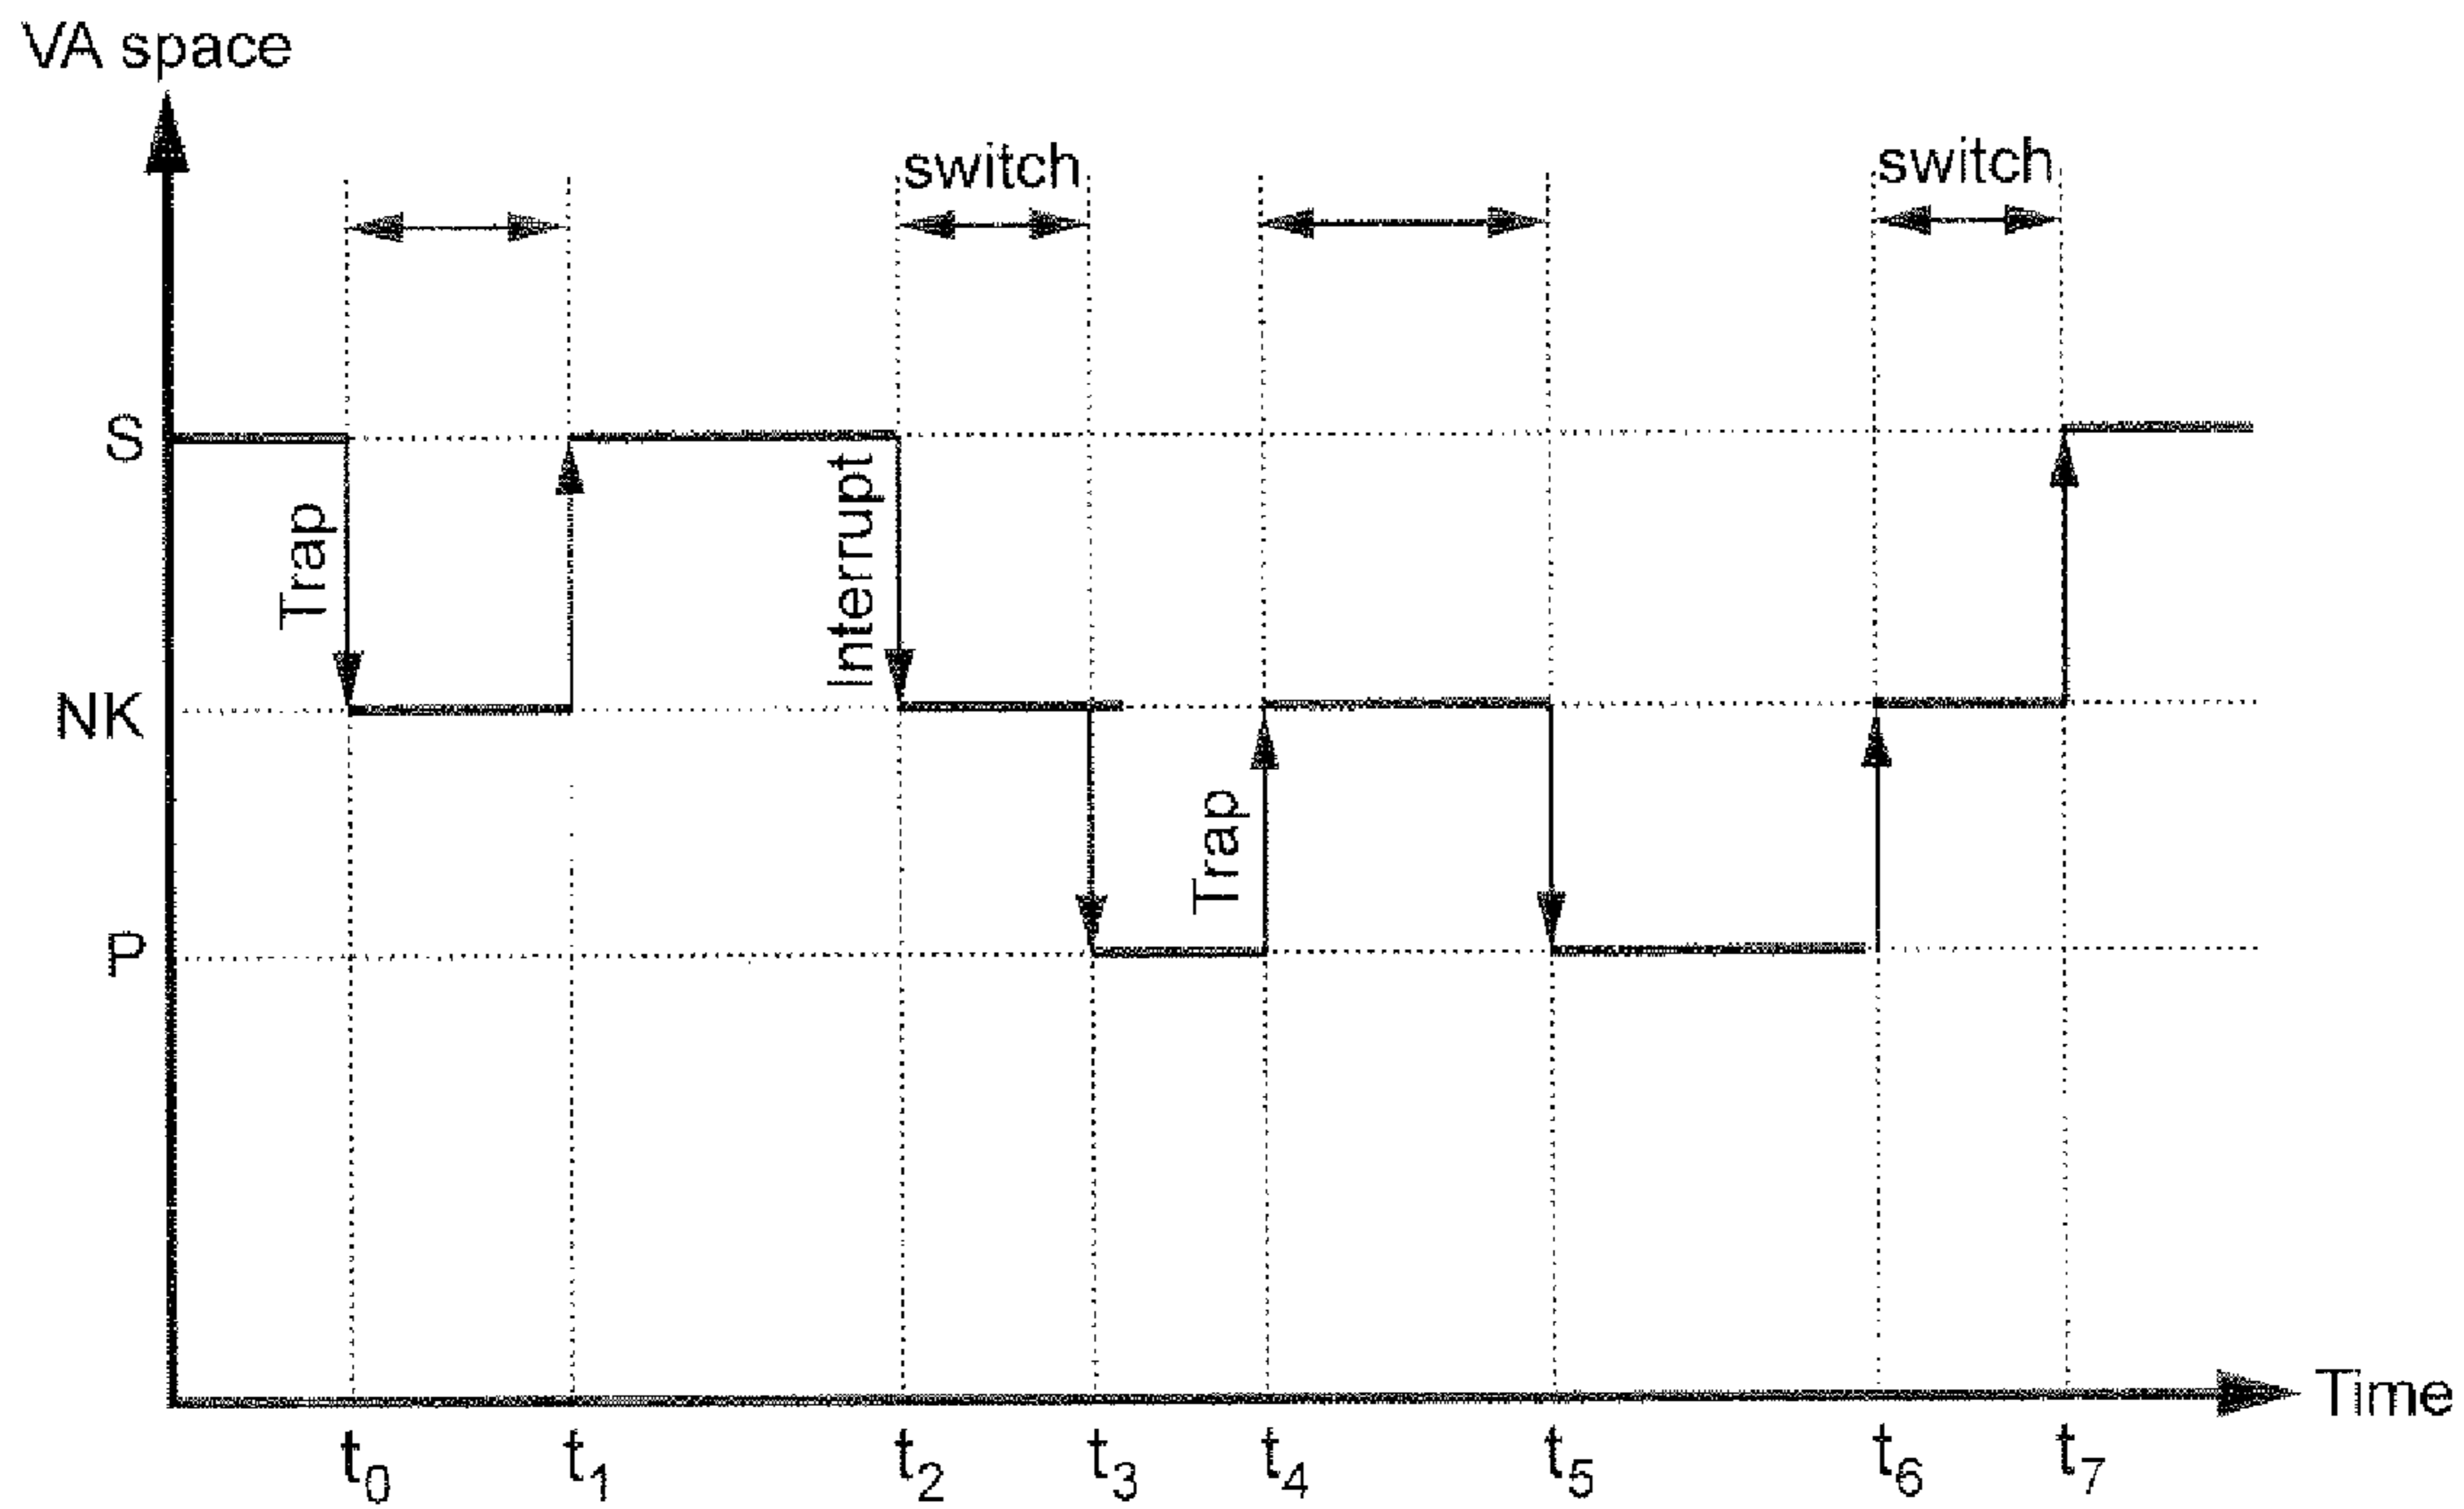 VA space
switch
switch
S
Trap
Interrupt
NK
Trap
P
Time
t0 t1 t2 t3 t4 t5 t6 t7